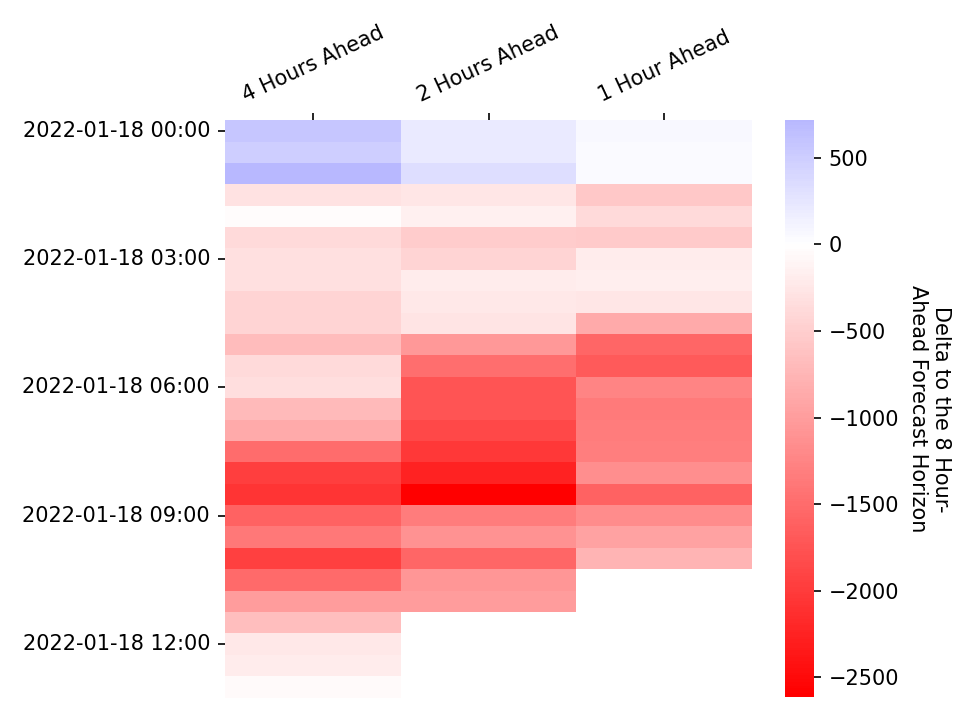 4 Hours Ahead
2 Hours Ahead
1 Hour Ahead
2022-01-18 00:00
2022-01-18 03:00
2022-01-18 06:00
2022-01-18 09:00
2022-01-18 12:00
500
0
−500
−1000
−1500
−2000
−2500
Delta to the 8 Hour-
Ahead Forecast Horizon